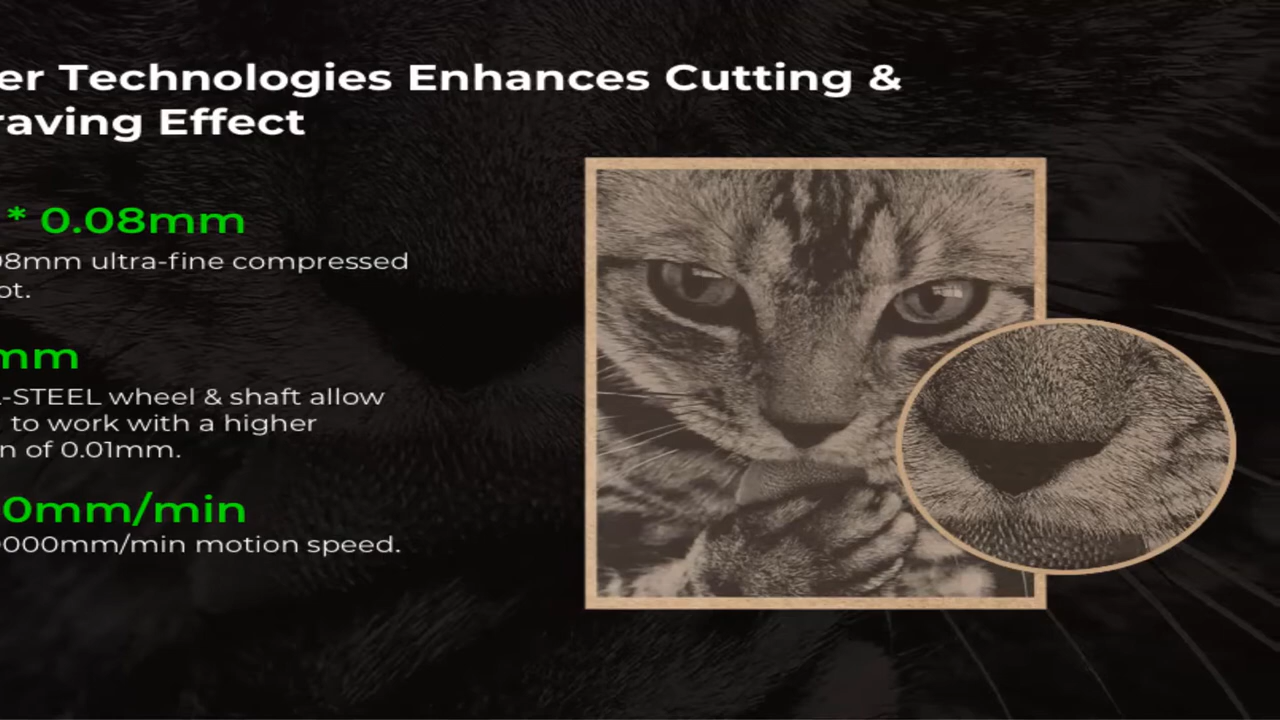 er Technologies Enhances Cutting &
raving Effect
* 0.08mm
08mm ultra-fine compressed
ot.
mm
-STEEL wheel & shaft allow
to work with a higher
n of 0.01mm.
0mm/min
0000mm/min motion speed.